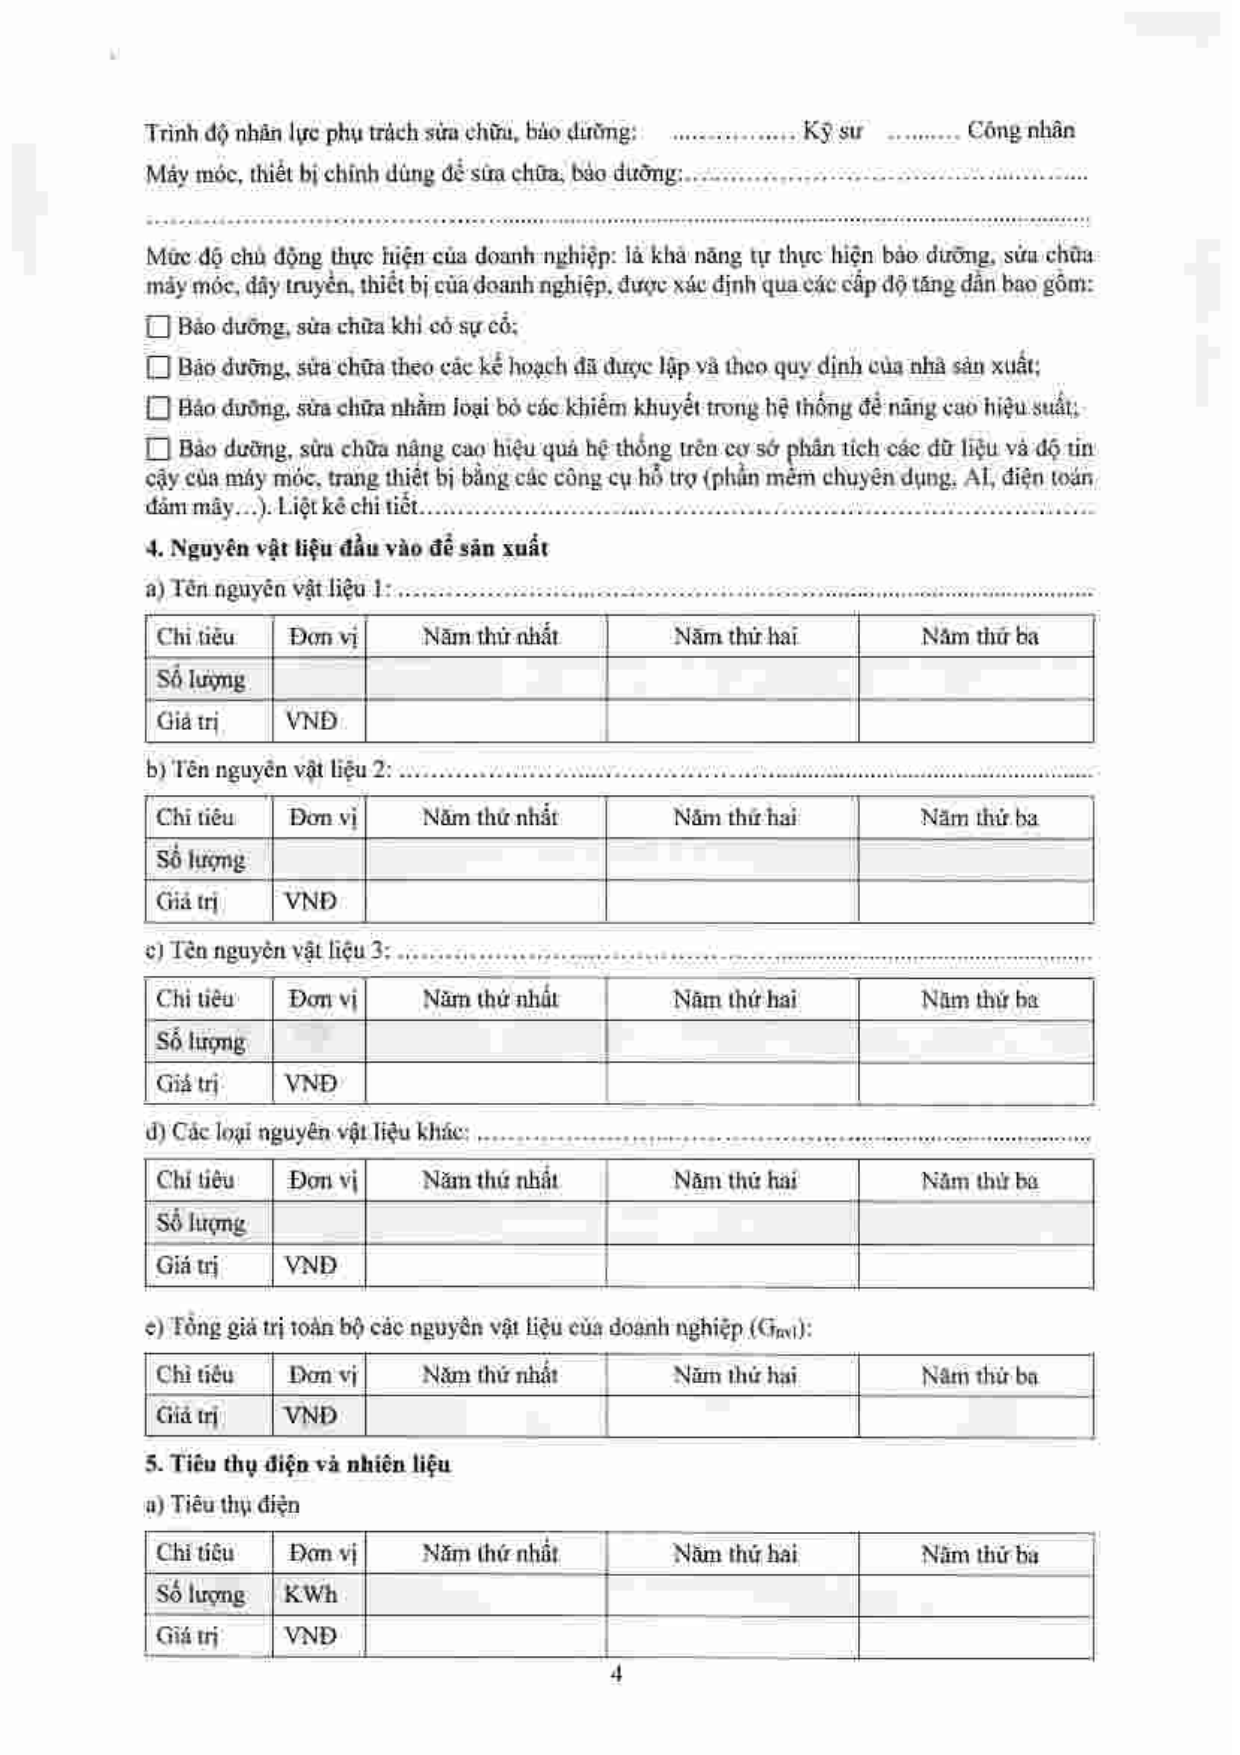 Trình độ nhân lực phụ trách sửa chữa, bảo dưỡng: ................ Kỹ sư .......... Công nhân
Máy móc, thiết bị chính dùng để sửa chữa, bảo dưỡng:....................................................
..............................................................................................................................
Mức độ chủ động thực hiện của doanh nghiệp: là khả năng tự thực hiện bảo dưỡng, sửa chữa
máy móc, dây truyền, thiết bị của doanh nghiệp, được xác định qua các cấp độ tăng dần bao gồm:
☐ Bảo dưỡng, sửa chữa khi có sự cố;
☐ Bảo dưỡng, sửa chữa theo các kế hoạch đã được lập và theo quy định của nhà sản xuất;
☐ Bảo dưỡng, sửa chữa nhằm loại bỏ các khiếm khuyết trong hệ thống để nâng cao hiệu suất;
☐ Bảo dưỡng, sửa chữa nâng cao hiệu quả hệ thống trên cơ sở phân tích các dữ liệu và độ tin
cậy của máy móc, trang thiết bị bằng các công cụ hỗ trợ (phần mềm chuyên dụng, AI, điện toán
đám mây…). Liệt kê chi tiết....................................................................................
4. Nguyên vật liệu đầu vào để sản xuất
a) Tên nguyên vật liệu 1: ........................................................................................
Chỉ tiêu Đơn vị Năm thứ nhất Năm thứ hai Năm thứ ba
Số lượng
Giá trị VNĐ
b) Tên nguyên vật liệu 2: ........................................................................................
Chỉ tiêu Đơn vị Năm thứ nhất Năm thứ hai Năm thứ ba
Số lượng
Giá trị VNĐ
c) Tên nguyên vật liệu 3: ........................................................................................
Chỉ tiêu Đơn vị Năm thứ nhất Năm thứ hai Năm thứ ba
Số lượng
Giá trị VNĐ
d) Các loại nguyên vật liệu khác: ..............................................................................
Chỉ tiêu Đơn vị Năm thứ nhất Năm thứ hai Năm thứ ba
Số lượng
Giá trị VNĐ
e) Tổng giá trị toàn bộ các nguyên vật liệu của doanh nghiệp (Gnvl):
Chỉ tiêu Đơn vị Năm thứ nhất Năm thứ hai Năm thứ ba
Giá trị VNĐ
5. Tiêu thụ điện và nhiên liệu
a) Tiêu thụ điện
Chỉ tiêu Đơn vị Năm thứ nhất Năm thứ hai Năm thứ ba
Số lượng KWh
Giá trị VNĐ
4